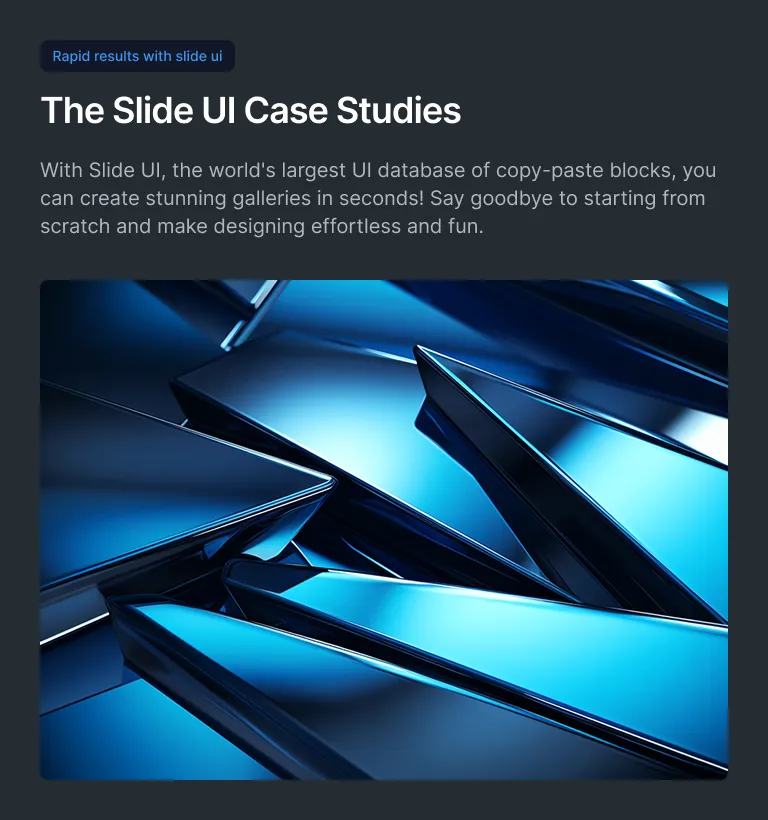 Rapid results with slide ui
The Slide UI Case Studies
With Slide UI, the world's largest UI database of copy-paste blocks, you
can create stunning galleries in seconds! Say goodbye to starting from
scratch and make designing effortless and fun.